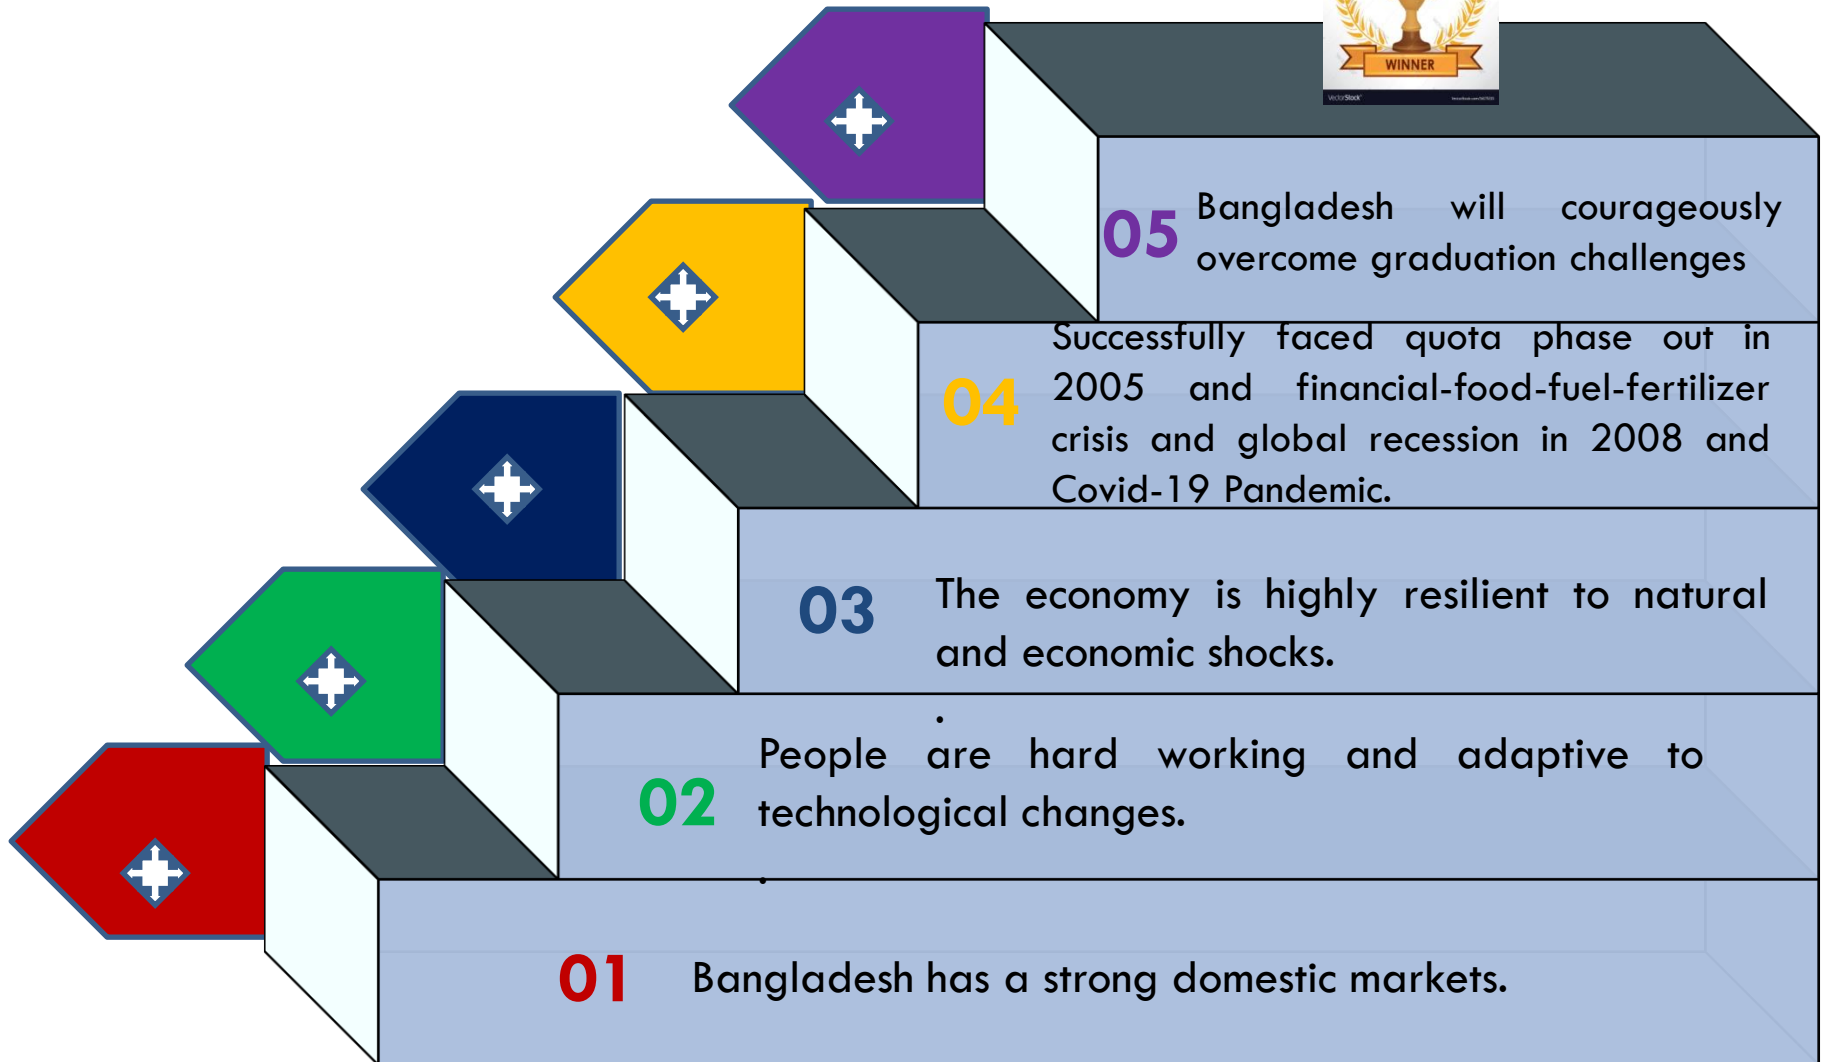 WINNER
VectorStock
05
Bangladesh will courageously
overcome graduation challenges
04
Successfully faced quota phase out in
2005 and financial-food-fuel-fertilizer
crisis and global recession in 2008 and
Covid-19 Pandemic.
03
The economy is highly resilient to natural
and economic shocks.
.
02
People are hard working and adaptive to
technological changes.
.
01
Bangladesh has a strong domestic markets.